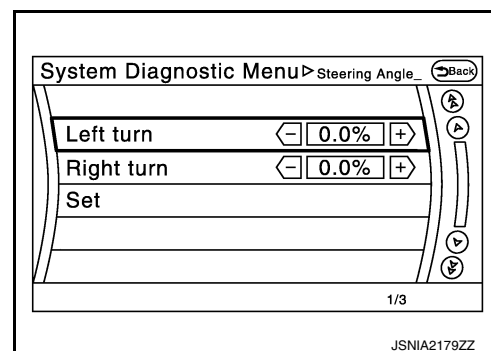 System Diagnostic Menu▷Steering Angle_ Back
Left turn - 0.0% +
Right turn - 0.0% +
Set
1/3
JSNIA2179ZZ